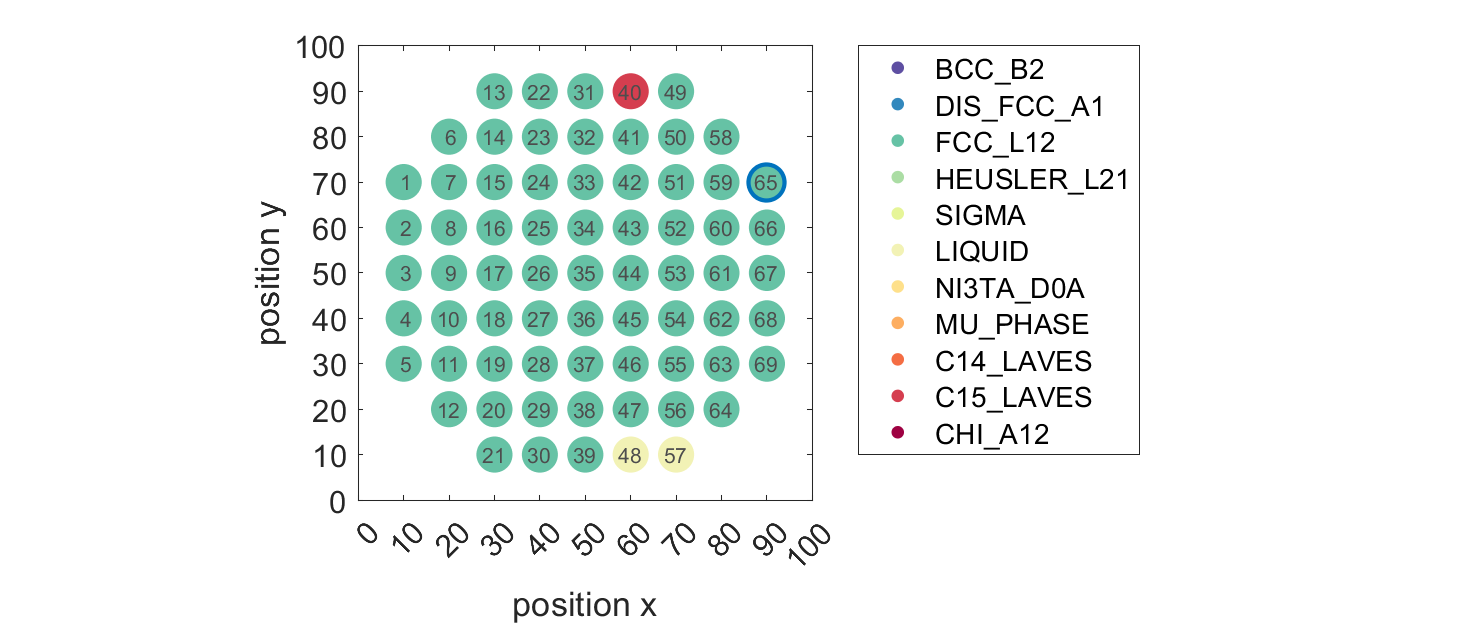 100
90
80
70
60
50
40
30
20
10
0
position y
13 22 31 40 49
6 14 23 32 41 50 58
1 7 15 24 33 42 51 59 65
2 8 16 25 34 43 52 60 66
3 9 17 26 35 44 53 61 67
4 10 18 27 36 45 54 62 68
5 11 19 28 37 46 55 63 69
12 20 29 38 47 56 64
21 30 39 48 57
0 10 20 30 40 50 60 70 80 90 100
position x
BCC_B2
DIS_FCC_A1
FCC_L12
HEUSLER_L21
SIGMA
LIQUID
NI3TA_D0A
MU_PHASE
C14_LAVES
C15_LAVES
CHI_A12